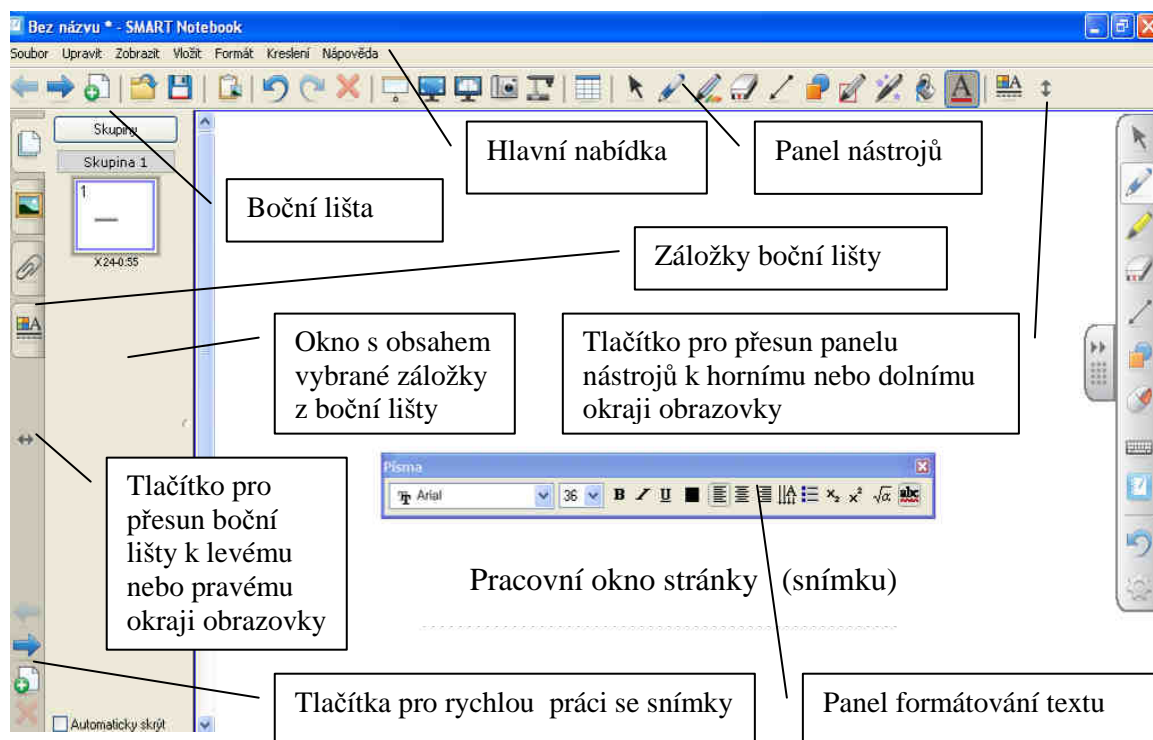 Bez názvu * - SMART Notebook
Soubor Upravit Zobrazit Vložit Formát Kreslení Nápověda
A
A
Skupiny
Skupina 1
1
X24-0:55
A
Hlavní nabídka
Panel nástrojů
Boční lišta
Záložky boční lišty
Okno s obsahem
vybrané záložky
z boční lišty
Tlačítko pro přesun panelu
nástrojů k hornímu nebo dolnímu
okraji obrazovky
Tlačítko pro
přesun boční
lišty k levému
nebo pravému
okraji obrazovky
Písma
Arial 36 B I U A x₂ x² √α abc
Pracovní okno stránky (snímku)
Tlačítka pro rychlou práci se snímky
Panel formátování textu
Automaticky skrýt